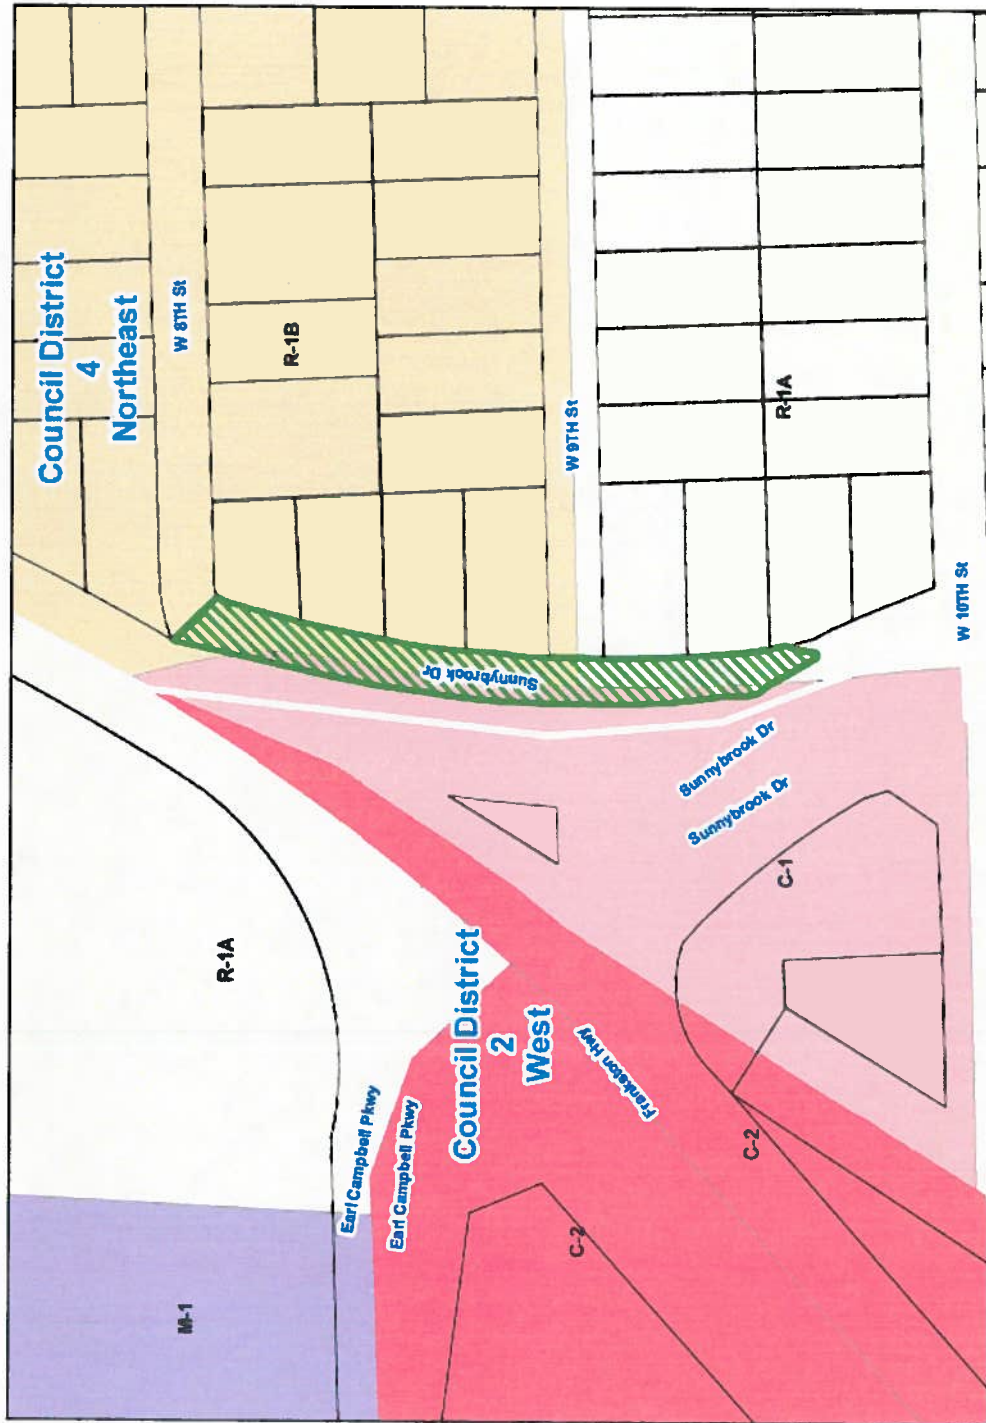 Council District
4
Northeast
W 8TH St
R-1B
W 9TH St
R-1A
W 10TH St
Sunnybrook Dr
Sunnybrook Dr
Sunnybrook Dr
C-1
R-1A
Council District
2
West
Earl Campbell Pkwy
Earl Campbell Pkwy
Frankston Hwy
C-2
C-2
M-1